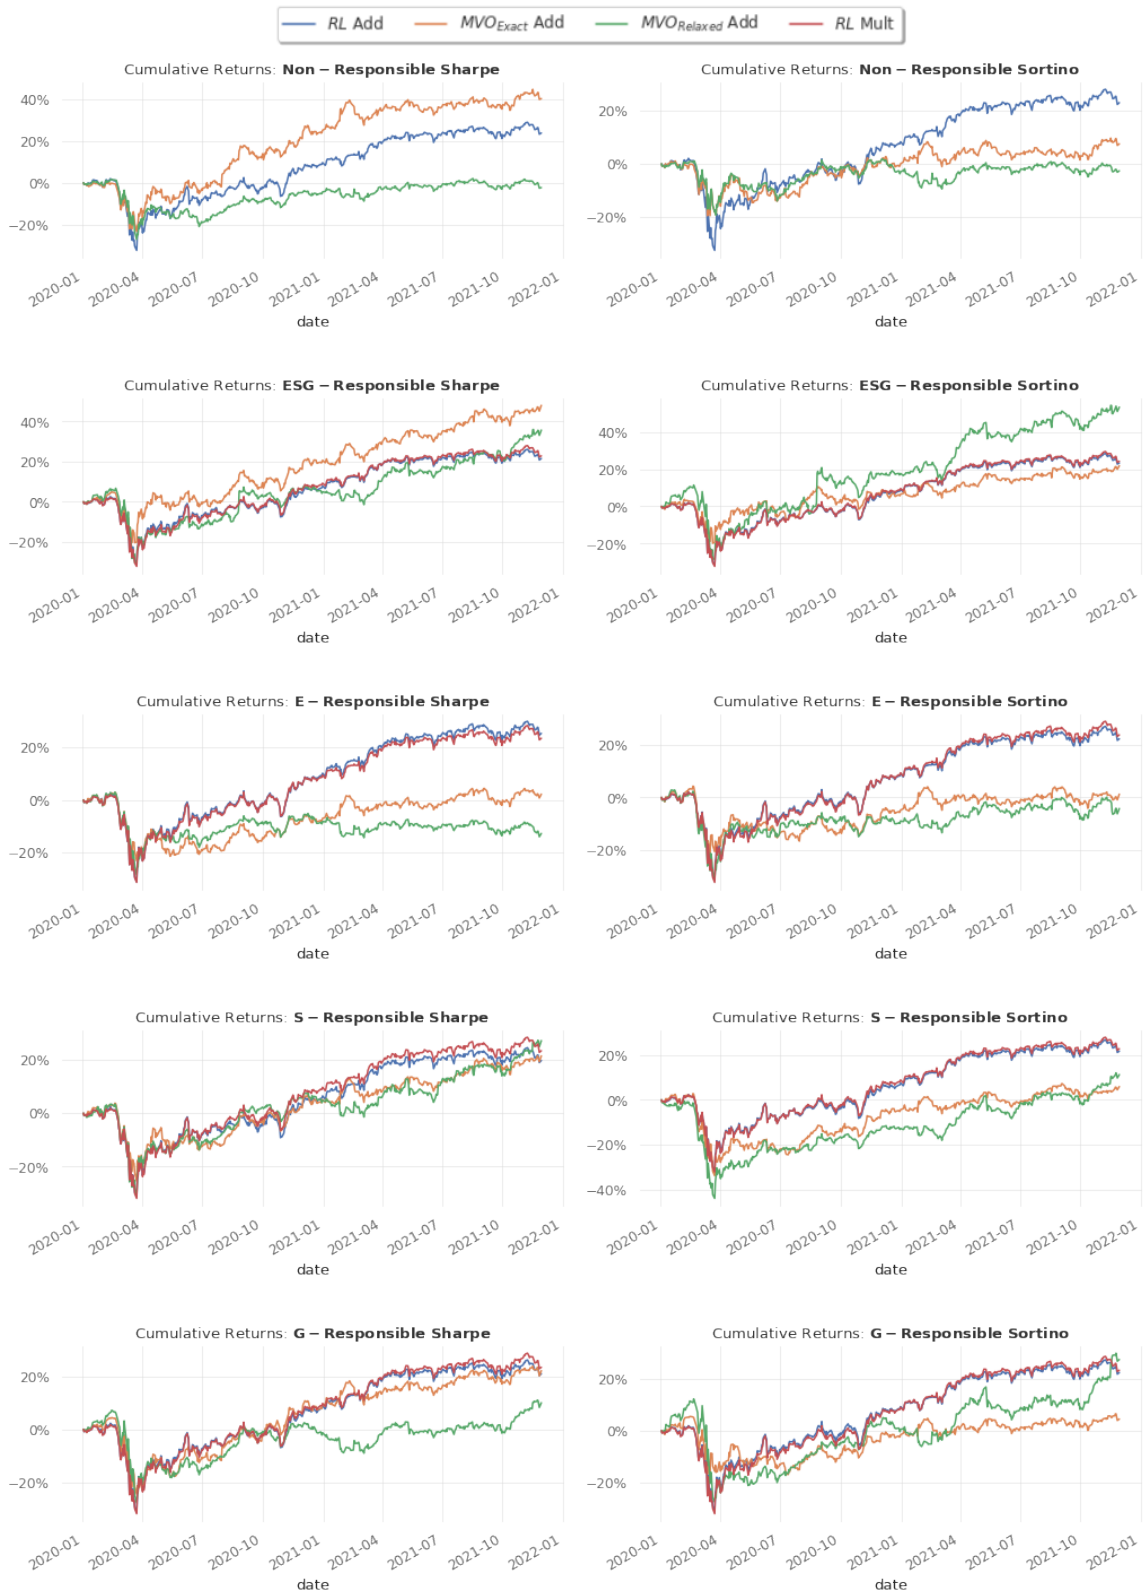 RL Add MVO_Exact Add MVO_Relaxed Add RL Mult
Cumulative Returns: Non − Responsible Sharpe
40%
20%
0%
−20%
2020-01 2020-04 2020-07 2020-10 2021-01 2021-04 2021-07 2021-10 2022-01
date
Cumulative Returns: Non − Responsible Sortino
20%
0%
−20%
2020-01 2020-04 2020-07 2020-10 2021-01 2021-04 2021-07 2021-10 2022-01
date
Cumulative Returns: ESG − Responsible Sharpe
40%
20%
0%
−20%
2020-01 2020-04 2020-07 2020-10 2021-01 2021-04 2021-07 2021-10 2022-01
date
Cumulative Returns: ESG − Responsible Sortino
40%
20%
0%
−20%
2020-01 2020-04 2020-07 2020-10 2021-01 2021-04 2021-07 2021-10 2022-01
date
Cumulative Returns: E − Responsible Sharpe
20%
0%
−20%
2020-01 2020-04 2020-07 2020-10 2021-01 2021-04 2021-07 2021-10 2022-01
date
Cumulative Returns: E − Responsible Sortino
20%
0%
−20%
2020-01 2020-04 2020-07 2020-10 2021-01 2021-04 2021-07 2021-10 2022-01
date
Cumulative Returns: S − Responsible Sharpe
20%
0%
−20%
2020-01 2020-04 2020-07 2020-10 2021-01 2021-04 2021-07 2021-10 2022-01
date
Cumulative Returns: S − Responsible Sortino
20%
0%
−20%
−40%
2020-01 2020-04 2020-07 2020-10 2021-01 2021-04 2021-07 2021-10 2022-01
date
Cumulative Returns: G − Responsible Sharpe
20%
0%
−20%
2020-01 2020-04 2020-07 2020-10 2021-01 2021-04 2021-07 2021-10 2022-01
date
Cumulative Returns: G − Responsible Sortino
20%
0%
−20%
2020-01 2020-04 2020-07 2020-10 2021-01 2021-04 2021-07 2021-10 2022-01
date